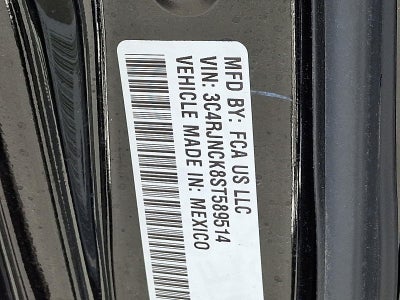 MFD BY: FCA US LLC
VIN: 3C4RJNCK8ST589514
VEHICLE MADE IN: MEXICO